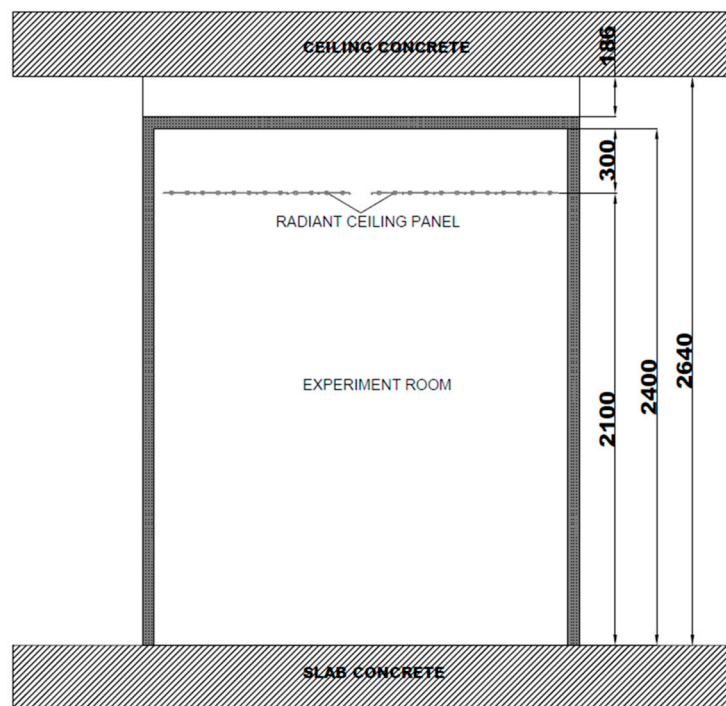 CEILING CONCRETE
186
300
RADIANT CEILING PANEL
EXPERIMENT ROOM
2100
2400
2640
SLAB CONCRETE